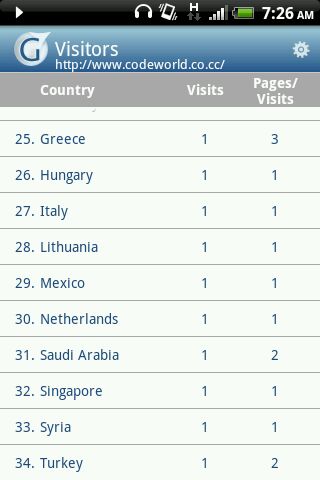 H
7:26 AM
G
Visitors
http://www.codeworld.co.cc/
Country Visits Pages/
Visits
25. Greece 1 3
26. Hungary 1 1
27. Italy 1 1
28. Lithuania 1 1
29. Mexico 1 1
30. Netherlands 1 1
31. Saudi Arabia 1 2
32. Singapore 1 1
33. Syria 1 1
34. Turkey 1 2